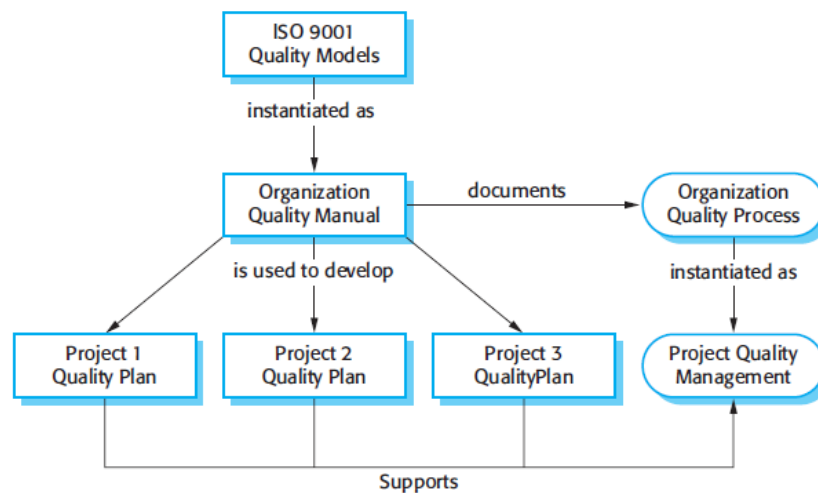 ISO 9001
Quality Models
instantiated as
Organization
Quality Manual
documents
Organization
Quality Process
is used to develop
instantiated as
Project 1
Quality Plan
Project 2
Quality Plan
Project 3
QualityPlan
Project Quality
Management
Supports